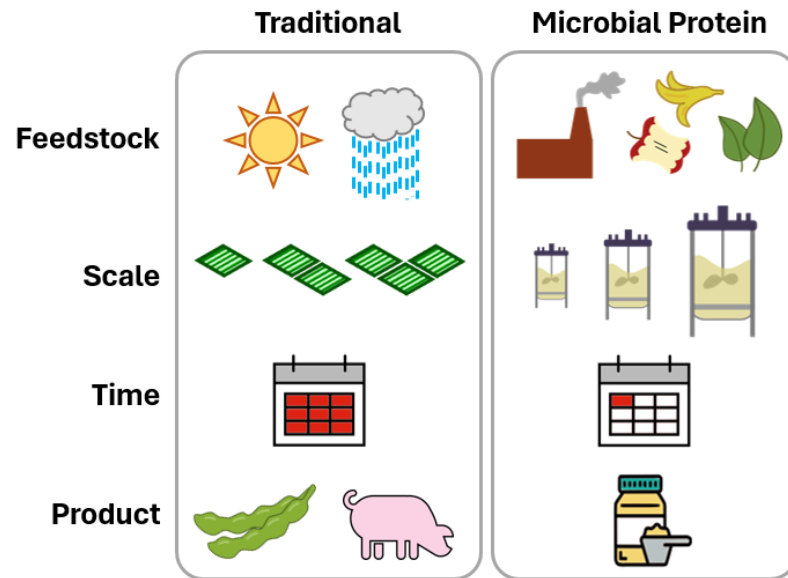 Traditional
Microbial Protein
Feedstock
Scale
Time
Product